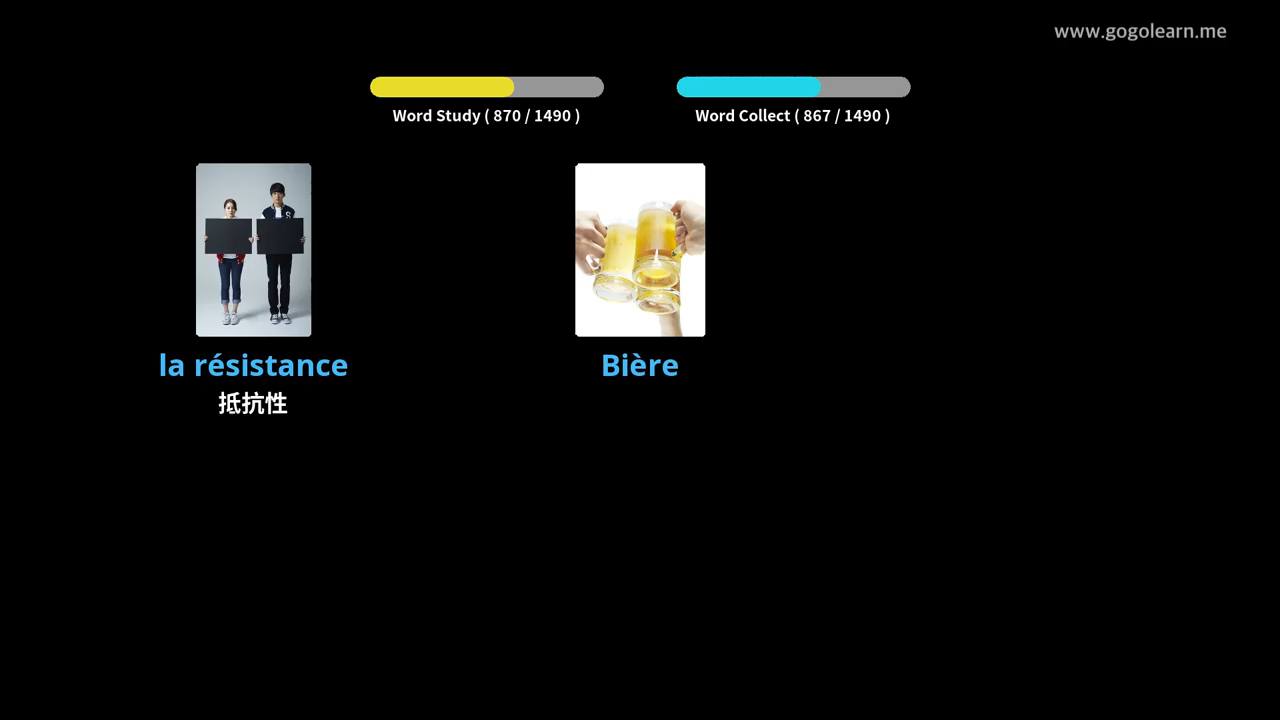 www.gogolearn.me
Word Study ( 870 / 1490 )
Word Collect ( 867 / 1490 )
la résistance
抵抗性
Bière